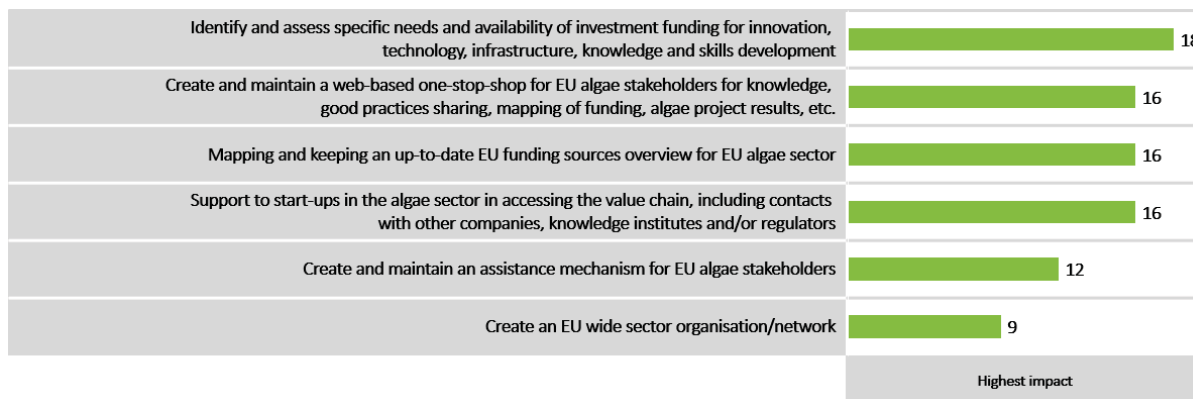 Identify and assess specific needs and availability of investment funding for innovation,
technology, infrastructure, knowledge and skills development
18
Create and maintain a web-based one-stop-shop for EU algae stakeholders for knowledge,
good practices sharing, mapping of funding, algae project results, etc.
16
Mapping and keeping an up-to-date EU funding sources overview for EU algae sector
16
Support to start-ups in the algae sector in accessing the value chain, including contacts
with other companies, knowledge institutes and/or regulators
16
Create and maintain an assistance mechanism for EU algae stakeholders
12
Create an EU wide sector organisation/network
9
Highest impact